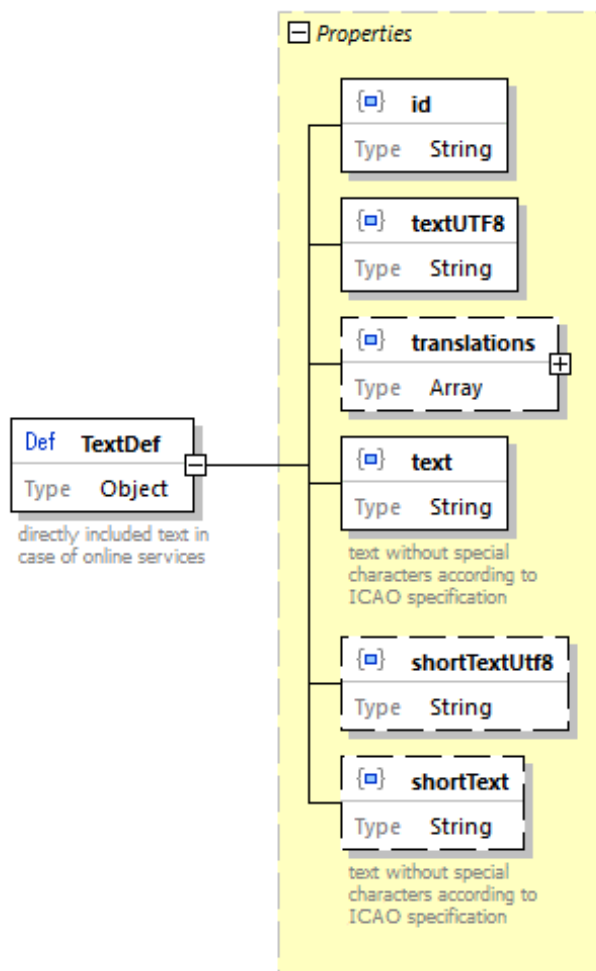 Properties
id
Type String
textUTF8
Type String
translations
Type Array
Def TextDef
Type Object
directly included text in
case of online services
text
Type String
text without special
characters according to
ICAO specification
shortTextUtf8
Type String
shortText
Type String
text without special
characters according to
ICAO specification